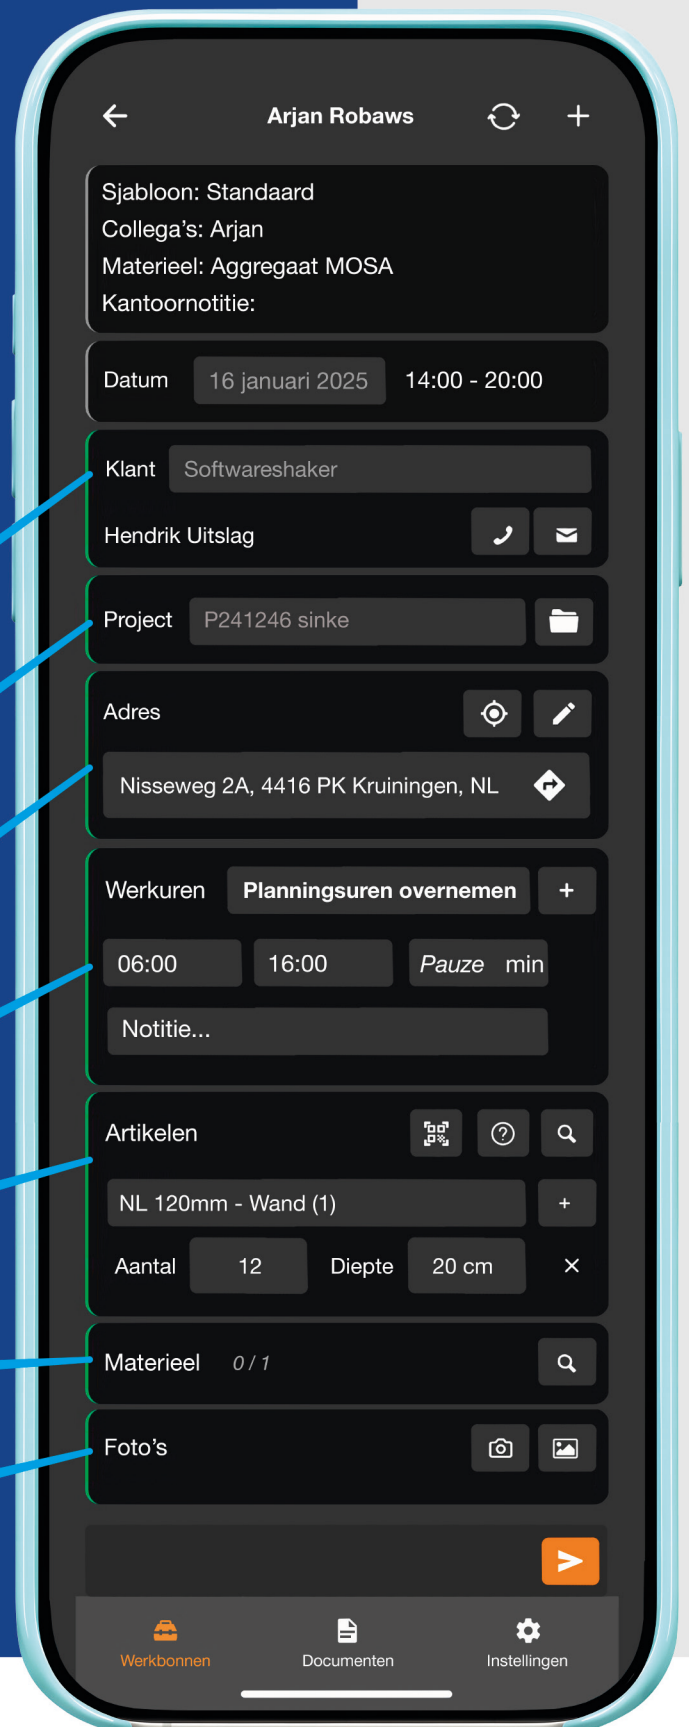 Arjan Robaws
Sjabloon: Standaard
Collega's: Arjan
Materieel: Aggregaat MOSA
Kantoornotitie:
Datum 16 januari 2025 14:00 - 20:00
Klant Softwareshaker
Hendrik Uitslag
Project P241246 sinke
Adres
Nisseweg 2A, 4416 PK Kruiningen, NL
Werkuren Planningsuren overnemen +
06:00 16:00 Pauze min
Notitie...
Artikelen
NL 120mm - Wand (1) +
Aantal 12 Diepte 20 cm
Materieel 0/1
Foto's
Werkbonnen Documenten Instellingen